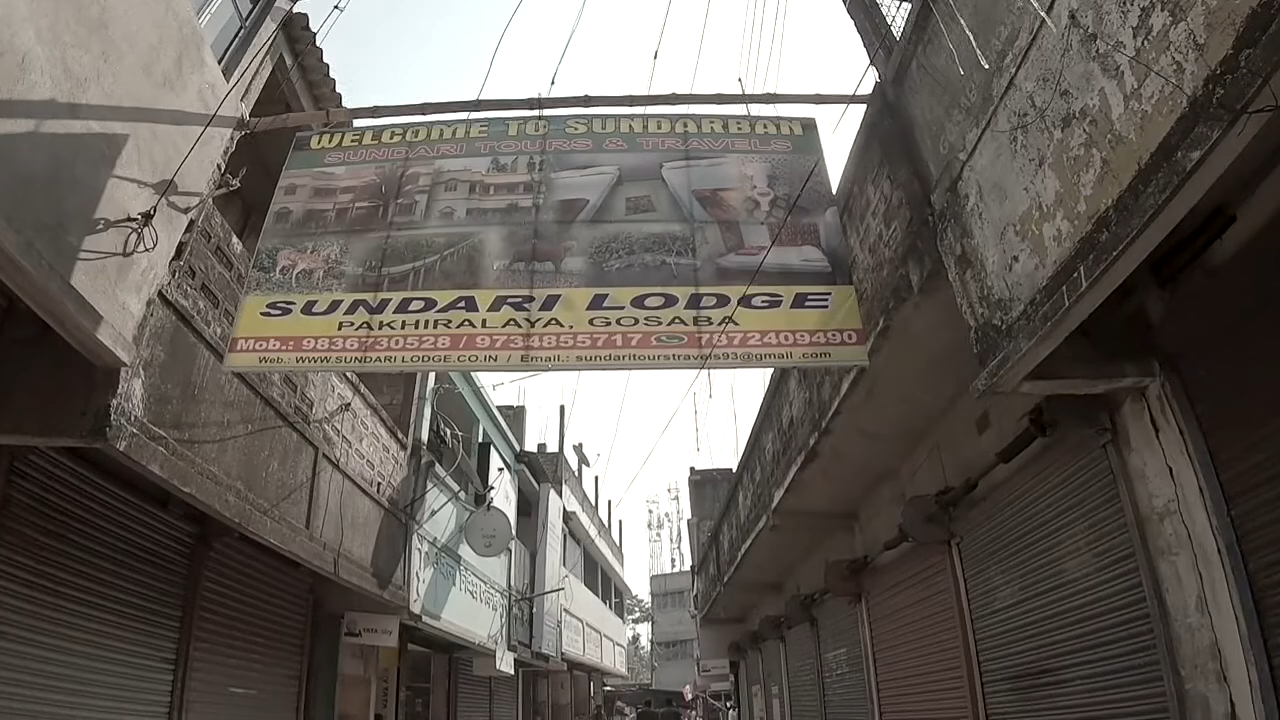 WELCOME TO SUNDARBAN
SUNDARI TOURS & TRAVELS
SUNDARI LODGE
PAKHIRALAYA, GOSABA
Mob.: 9836730528 / 9734855717 7872409490
Web.: WWW.SUNDARI LODGE.CO.IN / Email.: sundaritourstravels93@gmail .com
TATA sky